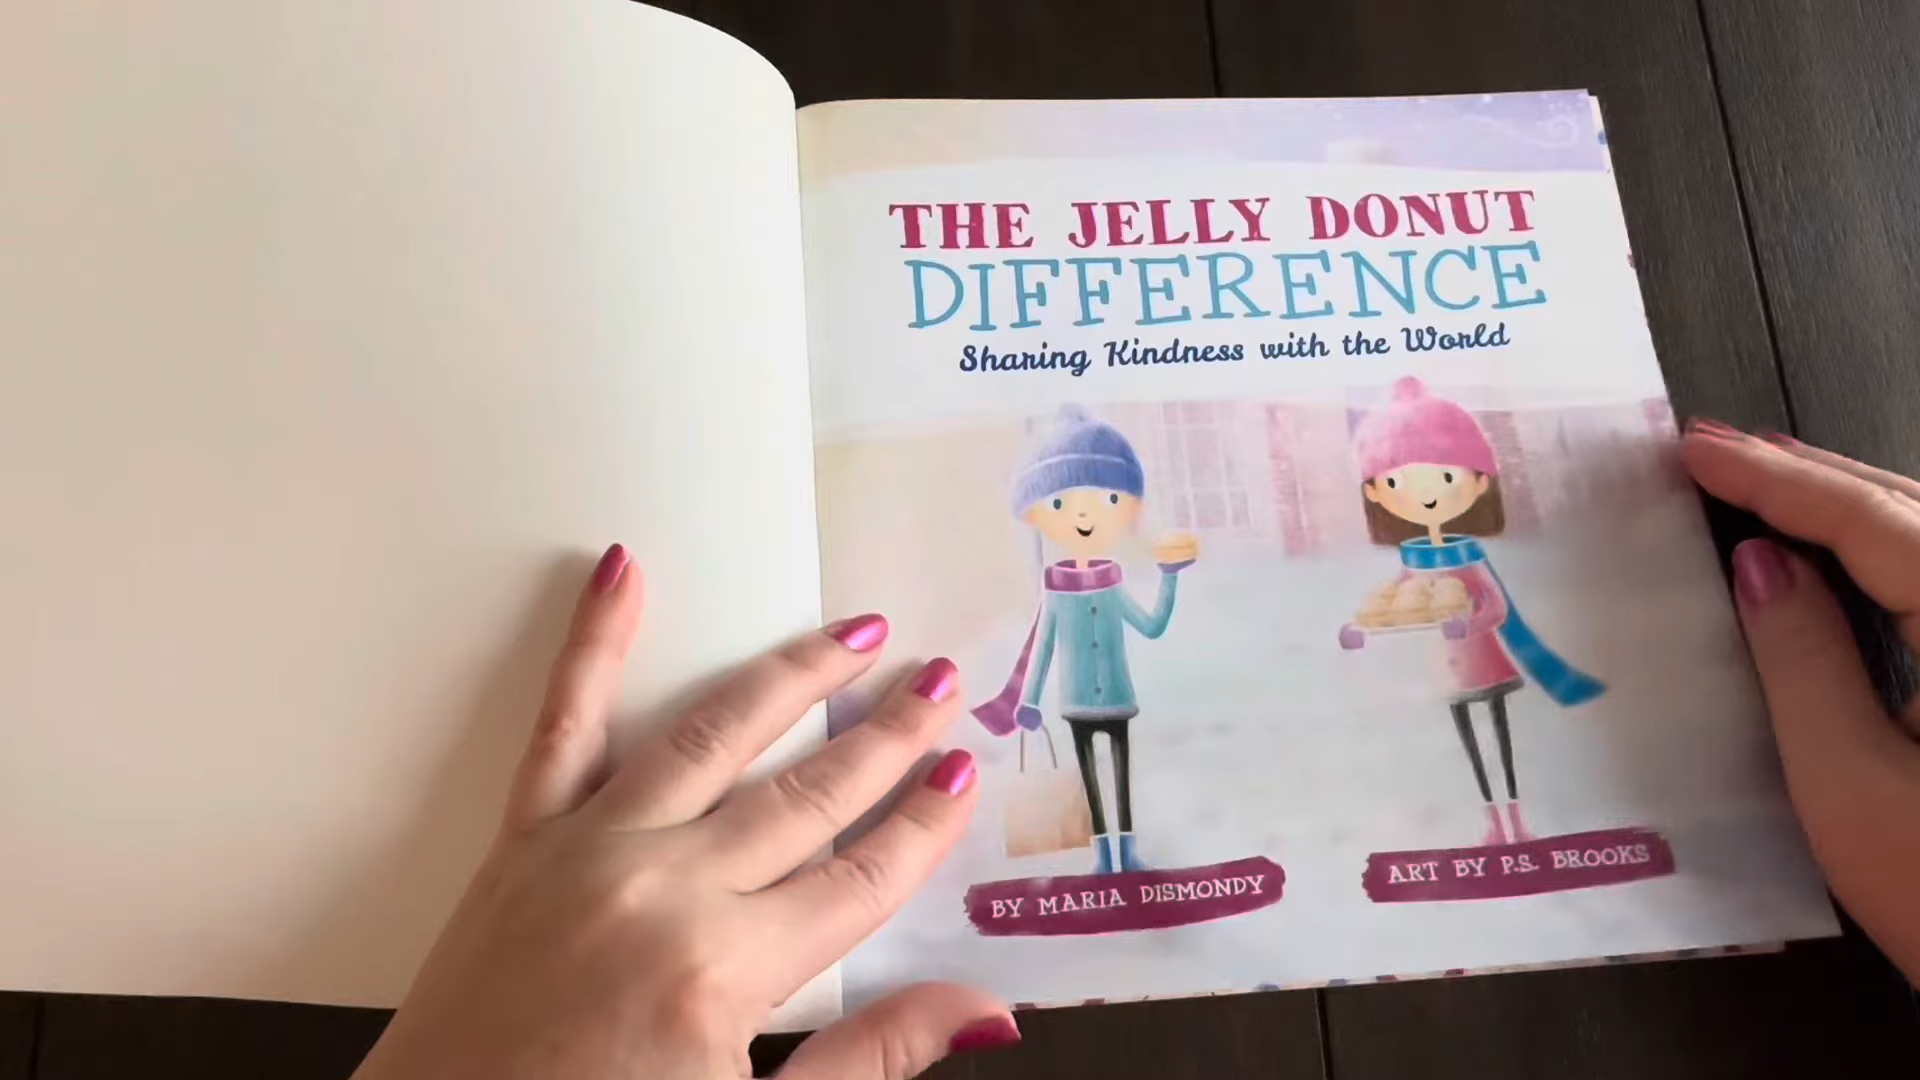 THE JELLY DONUT
DIFFERENCE
Sharing Kindness with the World
BY MARIA DISMONDY
ART BY P.S. BROOKS